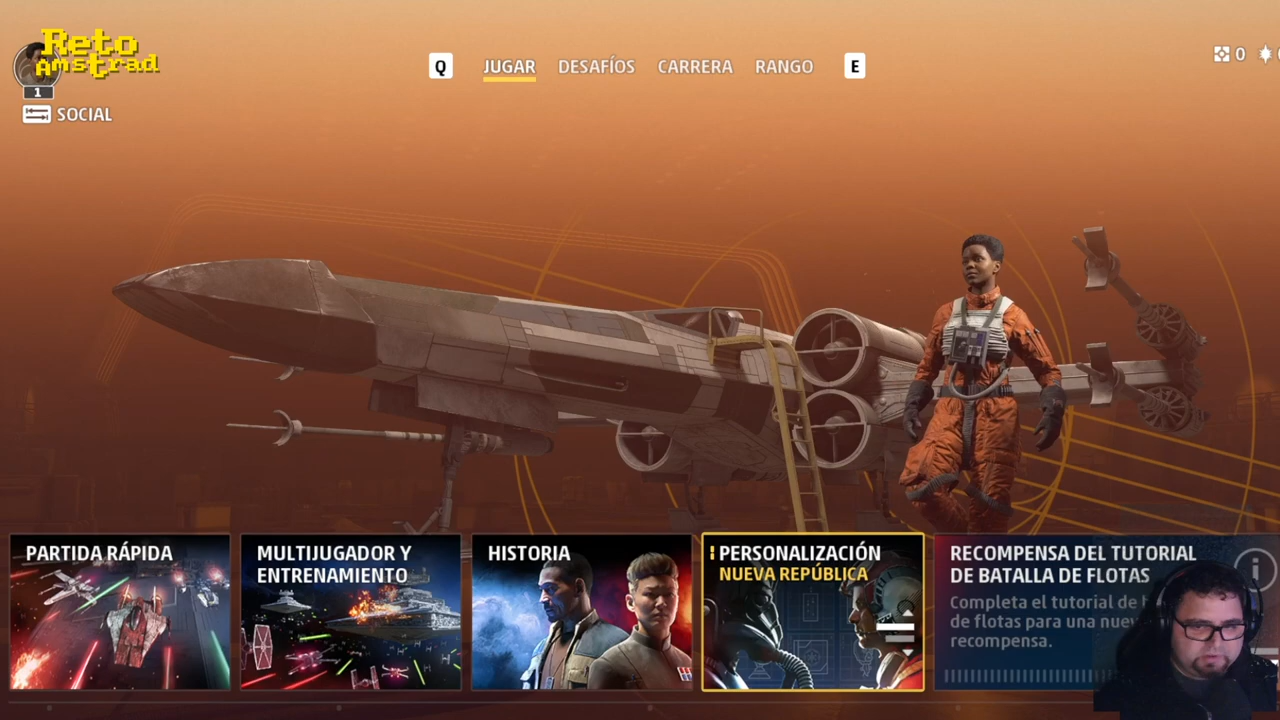 Reto
Amstrad
1
SOCIAL
Q
JUGAR
DESAFÍOS
CARRERA
RANGO
E
0
PARTIDA RÁPIDA
MULTIJUGADOR Y
ENTRENAMIENTO
HISTORIA
PERSONALIZACIÓN
NUEVA REPÚBLICA
RECOMPENSA DEL TUTORIAL
DE BATALLA DE FLOTAS
Completa el tutorial de
de flotas para una
recompensa.